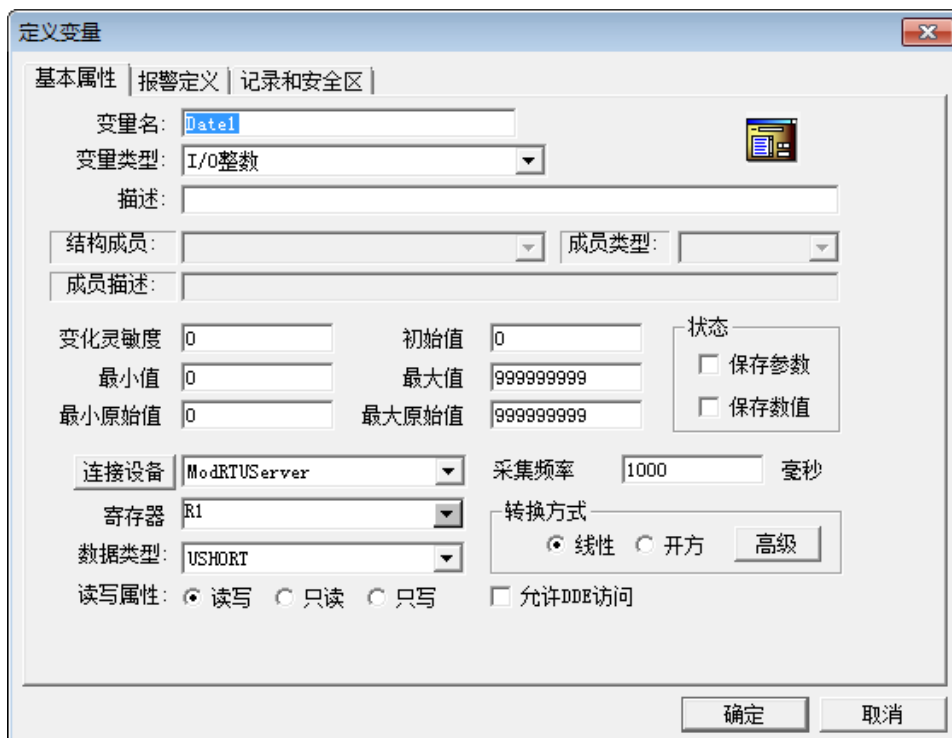 定义变量
基本属性 报警定义 记录和安全区
变量名: Date1
变量类型: I/O整数
描述:
结构成员: 成员类型:
成员描述:
变化灵敏度 0 初始值 0 状态
最小值 0 最大值 999999999 保存参数
最小原始值 0 最大原始值 999999999 保存数值
连接设备 ModRTUServer 采集频率 1000 毫秒
寄存器 R1 转换方式
数据类型: USHORT 线性 开方 高级
读写属性: 读写 只读 只写 允许DDE访问
确定 取消